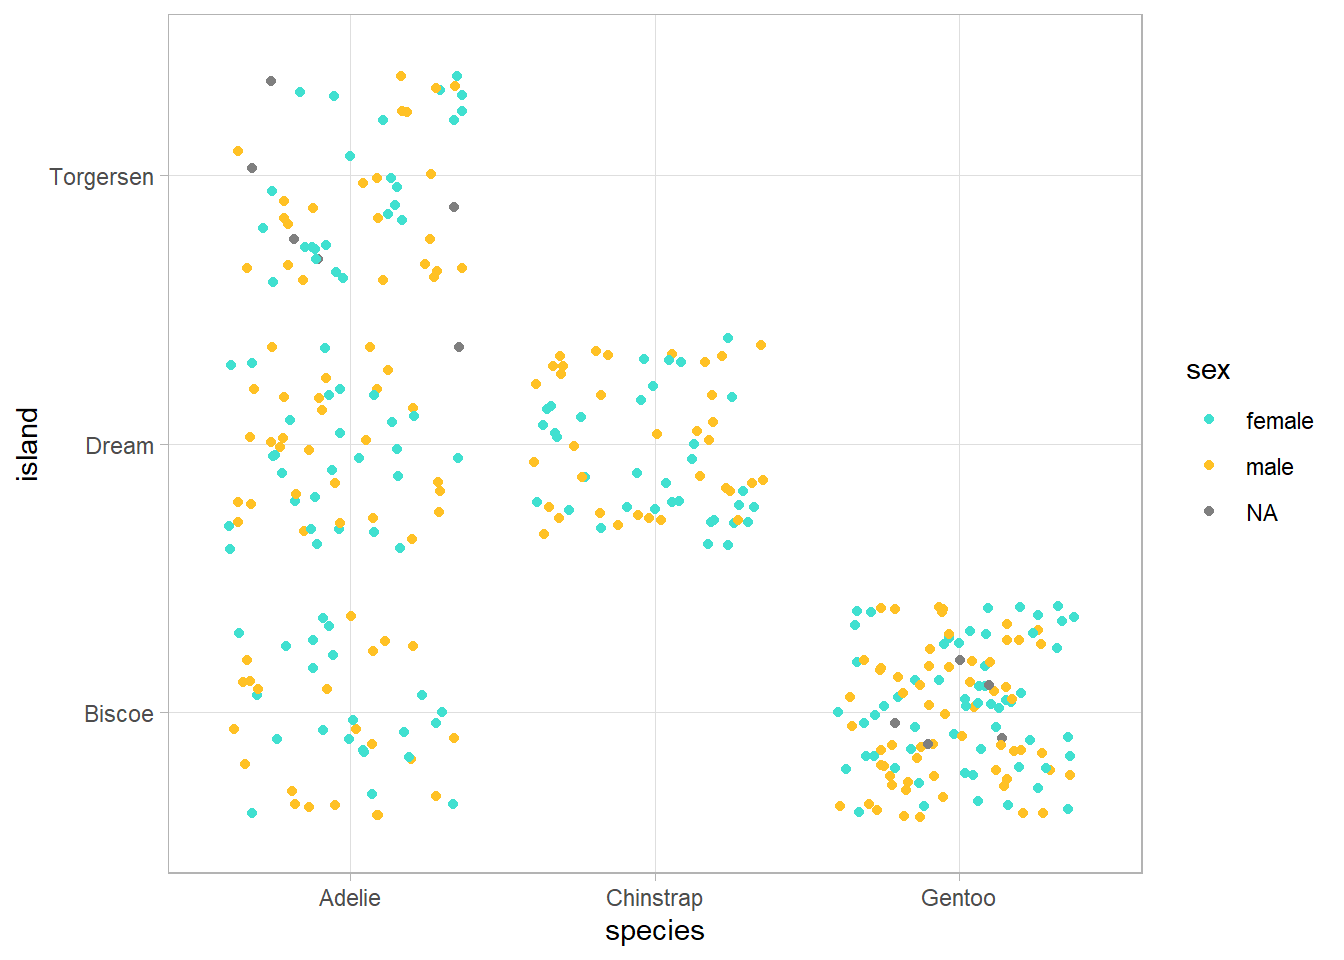 island
Torgersen
Dream
Biscoe
Adelie
Chinstrap
Gentoo
species
sex
female
male
NA